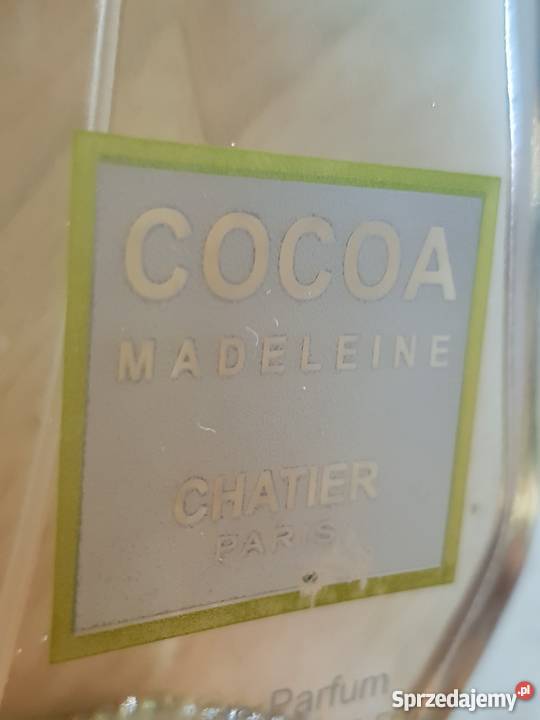 COCOA
MADELEINE
CHATIER
PARIS
Parfum
Sprzedajemy.pl